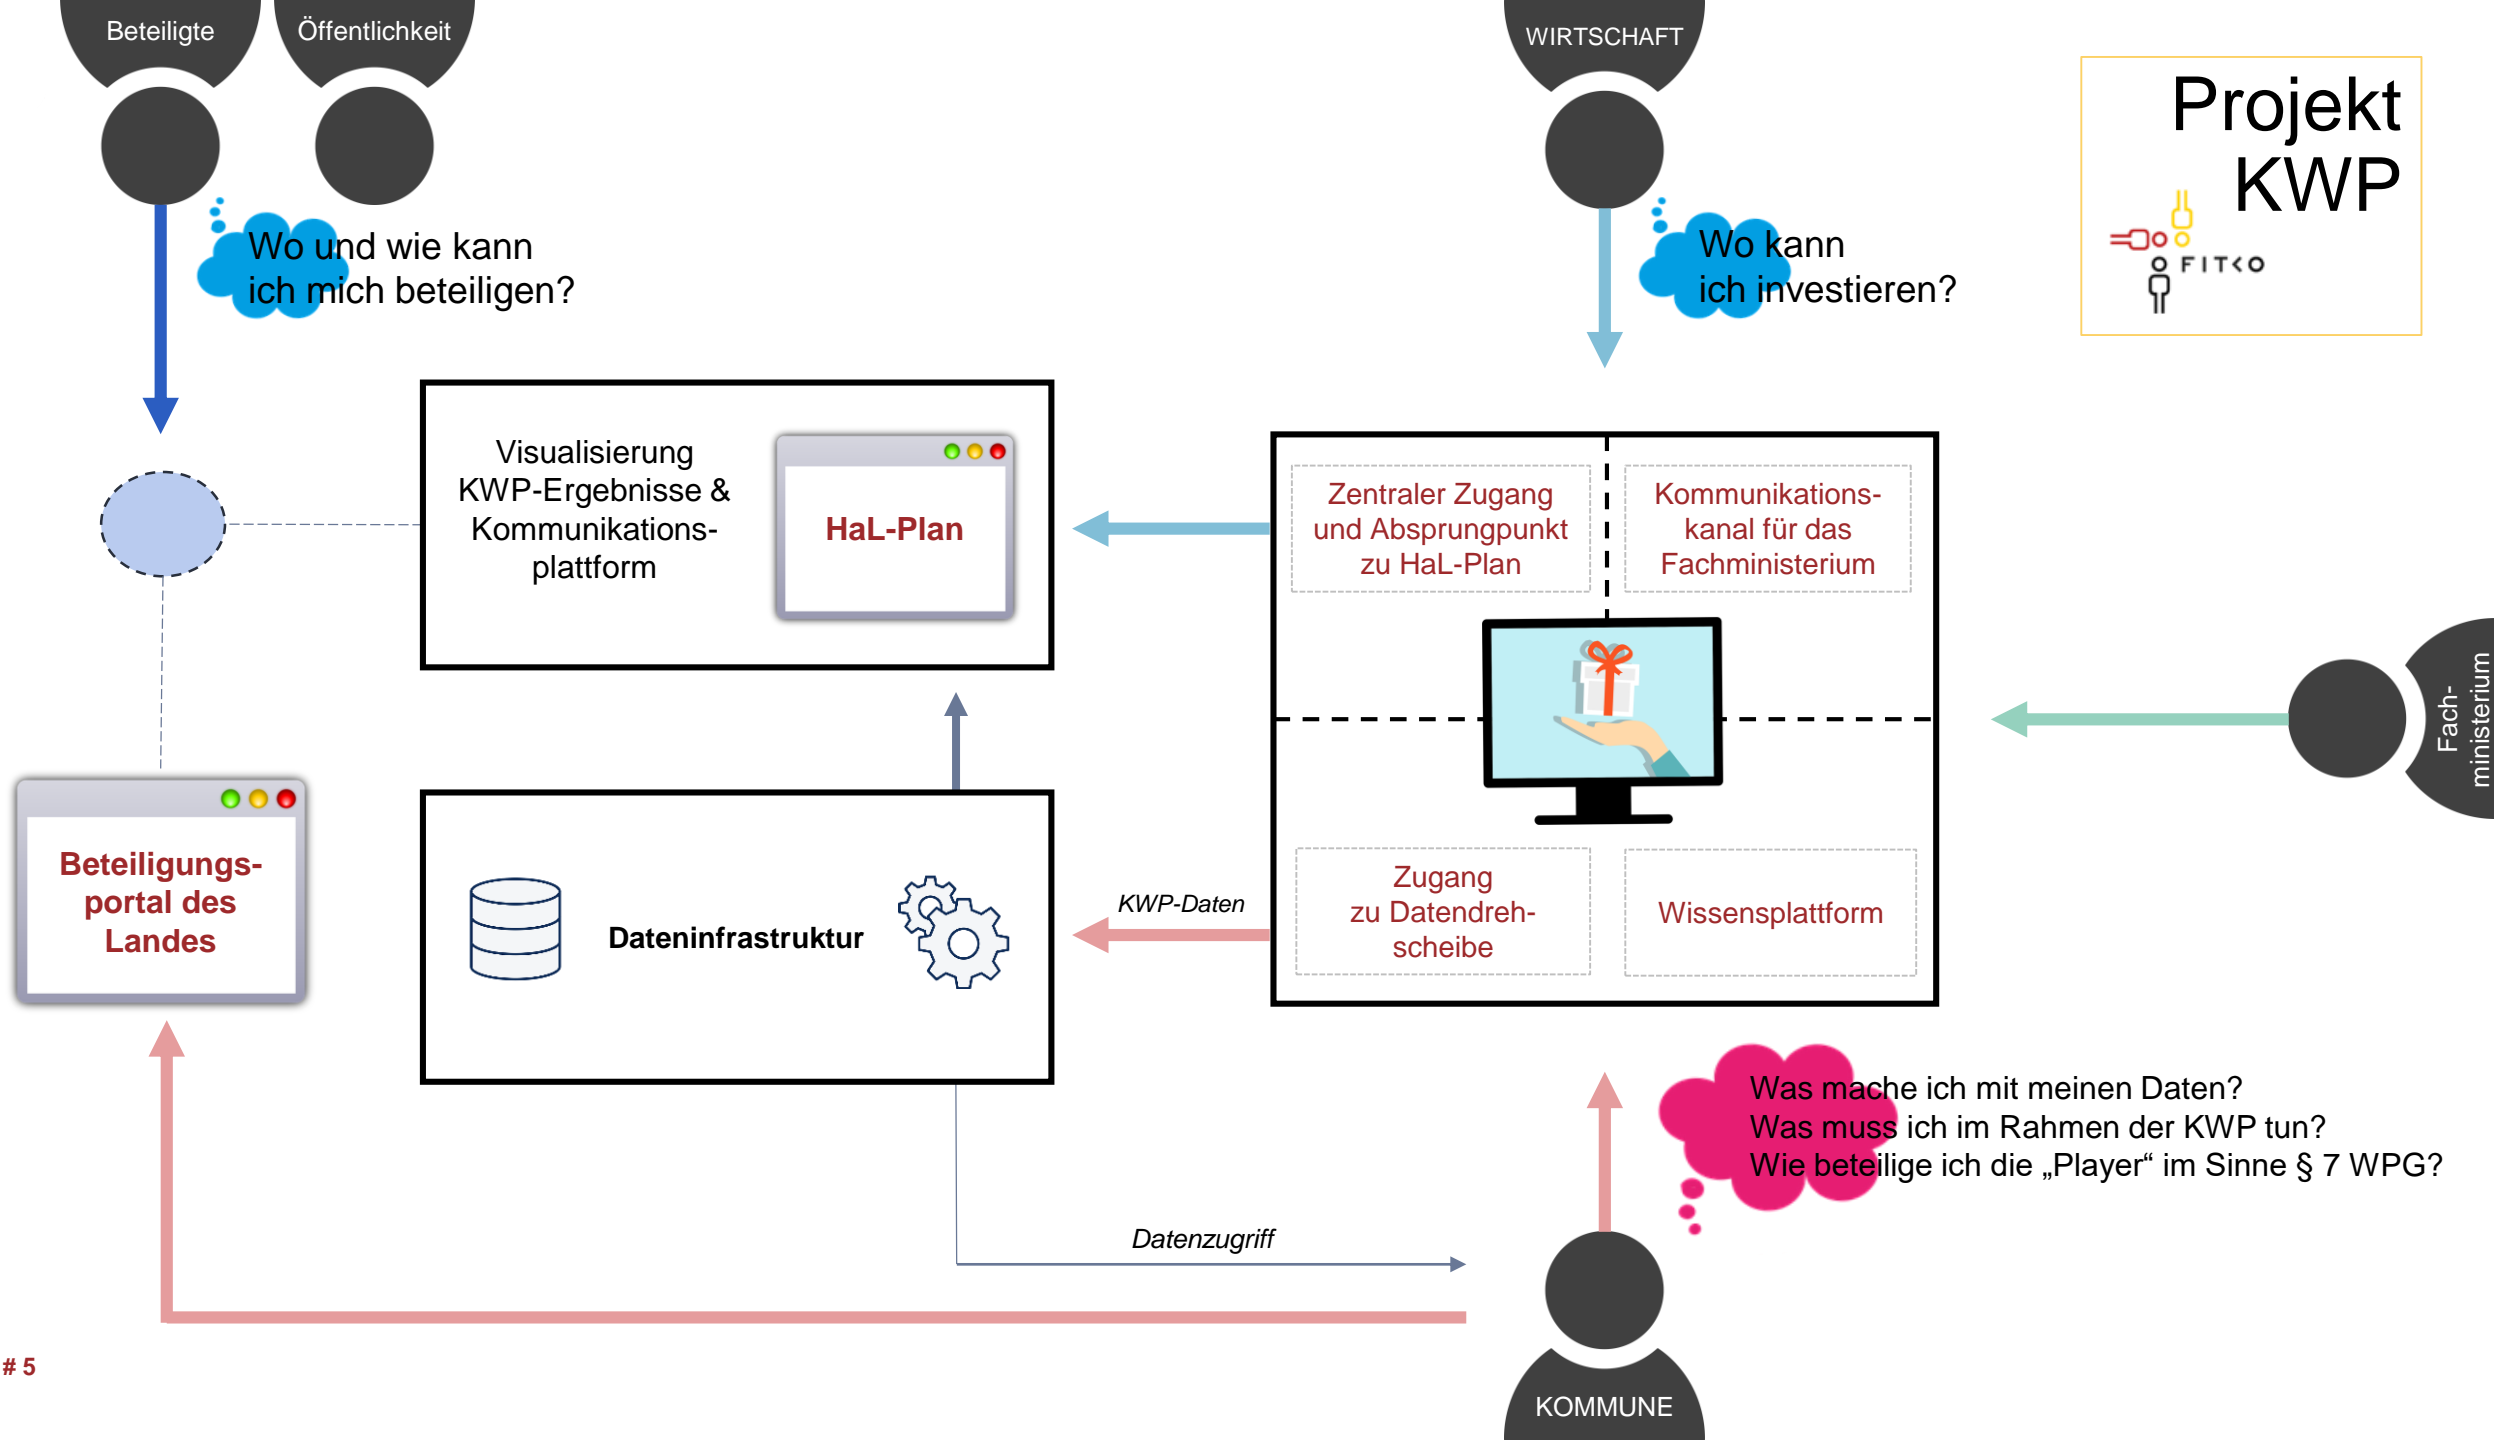 Beteiligte
Öffentlichkeit
WIRTSCHAFT
Projekt
KWP
FITKO
Wo und wie kann
ich mich beteiligen?
Wo kann
ich investieren?
Visualisierung
KWP-Ergebnisse &
Kommunikations-
plattform
HaL-Plan
Zentraler Zugang
und Absprungpunkt
zu HaL-Plan
Kommunikations-
kanal für das
Fachministerium
Fach-
ministerium
Beteiligungs-
portal des
Landes
Dateninfrastruktur
KWP-Daten
Zugang
zu Datendreh-
scheibe
Wissensplattform
Was mache ich mit meinen Daten?
Was muss ich im Rahmen der KWP tun?
Wie beteilige ich die „Player“ im Sinne § 7 WPG?
Datenzugriff
# 5
KOMMUNE